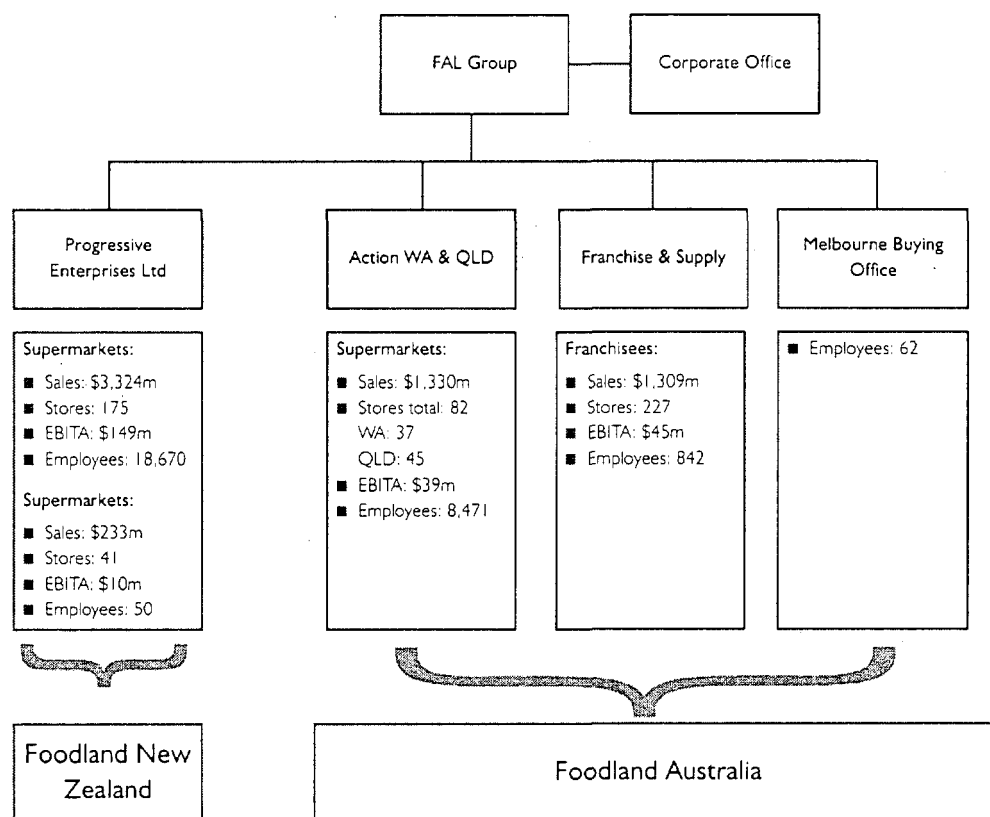 FAL Group
Corporate Office
Progressive
Enterprises Ltd
Action WA & QLD
Franchise & Supply
Melbourne Buying
Office
Supermarkets:
■ Sales: $3,324m
■ Stores: 175
■ EBITA: $149m
■ Employees: 18,670
Supermarkets:
■ Sales: $233m
■ Stores: 41
■ EBITA: $10m
■ Employees: 50
Supermarkets:
■ Sales: $1,330m
■ Stores total: 82
WA: 37
QLD: 45
■ EBITA: $39m
■ Employees: 8,471
Franchisees:
■ Sales: $1,309m
■ Stores: 227
■ EBITA: $45m
■ Employees: 842
■ Employees: 62
Foodland New
Zealand
Foodland Australia